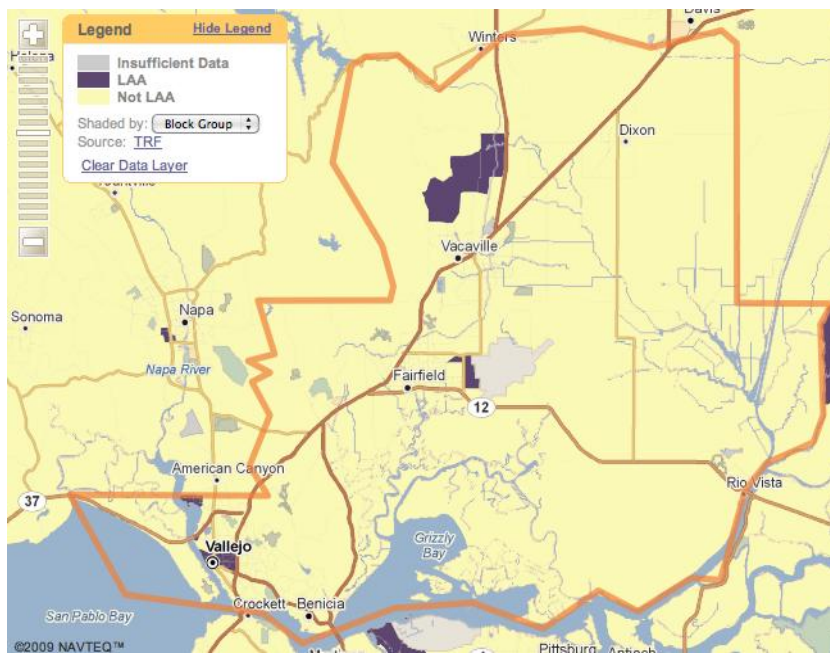 Legend Hide Legend
Insufficient Data
LAA
Not LAA
Shaded by: Block Group
Source: TRF
Clear Data Layer
Davis
Winters
Dixon
Vacaville
Sonoma
Napa
Napa River
Fairfield
12
American Canyon
37
Rio Vista
Vallejo
Grizzly
Bay
Crockett Benicia
San Pablo Bay
©2009 NAVTEQ™
Pittsburg